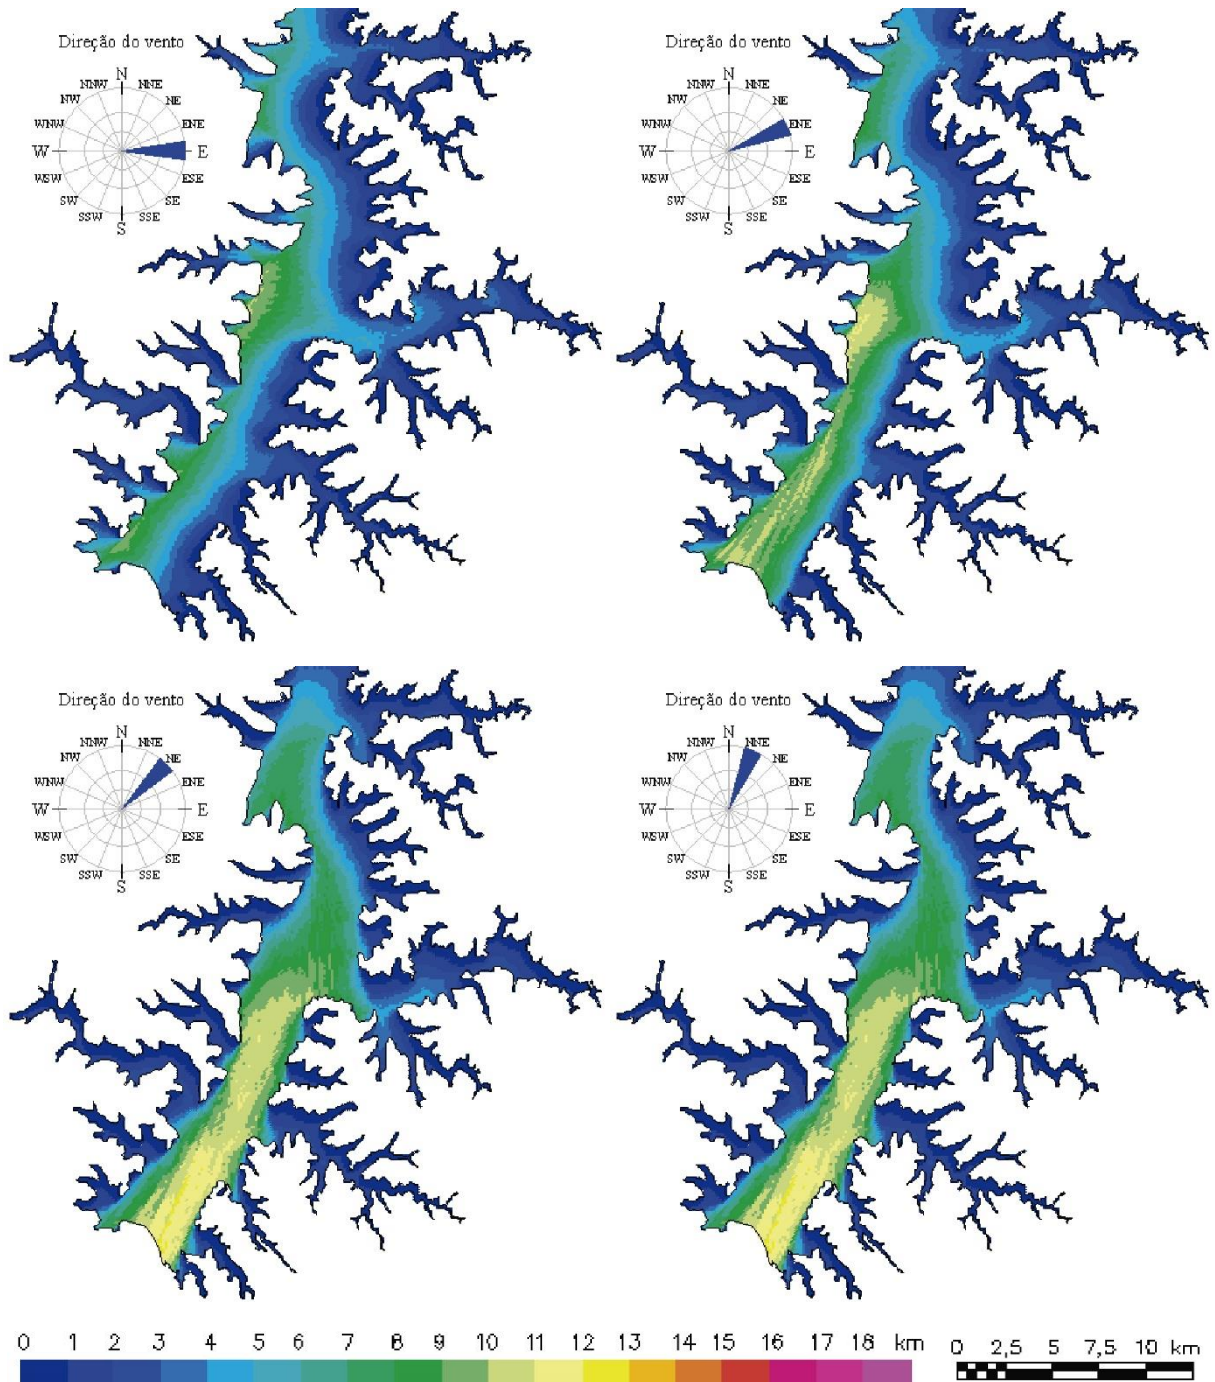 Direção do vento
N
NNW NNE
NW NE
WNW ENE
W E
WSW ESE
SW SE
SSW SSE
S
Direção do vento
N
NNW NNE
NW NE
WNW ENE
W E
WSW ESE
SW SE
SSW SSE
S
Direção do vento
N
NNW NNE
NW NE
WNW ENE
W E
WSW ESE
SW SE
SSW SSE
S
Direção do vento
N
NNW NNE
NW NE
WNW ENE
W E
WSW ESE
SW SE
SSW SSE
S
0 1 2 3 4 5 6 7 8 9 10 11 12 13 14 15 16 17 18 km
0 2,5 5 7,5 10 km